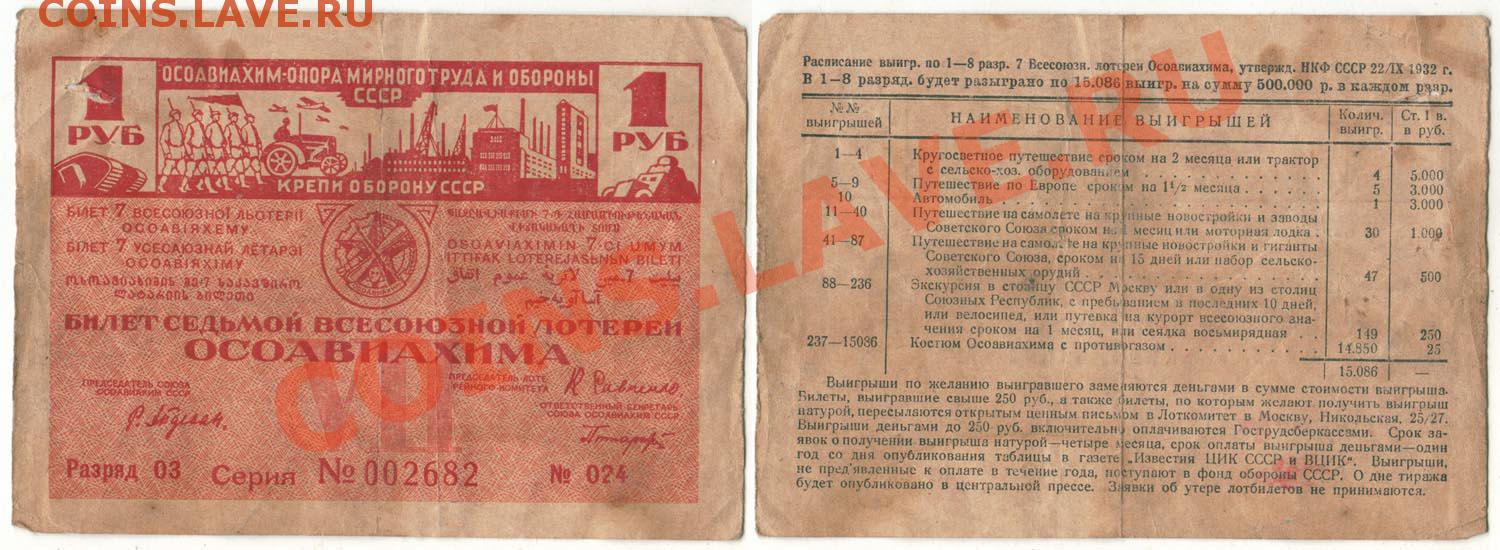 COINS.LAVE.RU
1 РУБ
ОСОАВИАХИМ-ОПОРА МИРНОГО ТРУДА И ОБОРОНЫ
СССР
1 РУБ
КРЕПИ ОБОРОНУ СССР
БІЛЕТ 7 ВСЕСОЮЗНОЇ ЛЬОТЕРІЇ
ОСОАВІЯХЕМУ
БІЛЕТ 7 УСЕСАЮЗНАЙ ЛЕТАРЭІ
ОСОАВІЯХІМУ
OSOAVIAXIMIN 7-CI UMYM
ITTIFAK LOTEREJASЬNЬN BILETI
БИЛЕТ СЕДЬМОЙ ВСЕСОЮЗНОЙ ЛОТЕРЕИ
ОСОАВИАХИМА
ПРЕДСЕДАТЕЛЬ СОЮЗА
ОСОАВИАХИМ СССР
ПРЕДСЕДАТЕЛЬ ЛОТЕ-
РЕЙНОГО КОМИТЕТА
ОТВЕТСТВЕННЫЙ СЕКРЕТАРЬ
СОЮЗА ОСОАВИАХИМ СССР
Разряд 03 Серия № 002682 № 024
COINS.LAVE.RU
Расписание выигр. по 1—8 разр. 7 Всесоюзн. лотереи Осоавиахима, утвержд. НКФ СССР 22/IX 1932 г.
В 1—8 разряд. будет разыграно по 15.086 выигр. на сумму 500.000 р. в каждом разр.
№№ выигрышей НАИМЕНОВАНИЕ ВЫИГРЫШЕЙ Колич. выигр. Ст. 1 в. в руб.
1—4 Кругосветное путешествие сроком на 2 месяца или трактор
с сельско-хоз. оборудованием 4 5.000
5—9 Путешествие по Европе сроком на 1½ месяца 5 3.000
10 Автомобиль 1 3.000
11—40 Путешествие на самолете на крупные новостройки и заводы
Советского Союза сроком на 1 месяц или моторная лодка 30 1.000
41—87 Путешествие на самолете на крупные новостройки и гиганты
Советского Союза, сроком на 15 дней или набор сельско-
хозяйственных орудий 47 500
88—236 Экскурсия в столицу СССР Москву или в одну из столиц
Союзных Республик, с пребыванием в последних 10 дней,
или велосипед, или путевка на курорт всесоюзного зна-
чения сроком на 1 месяц, или сеялка восьмирядная 149 250
237—15086 Костюм Осоавиахима с противогазом 14.850 25
15.086 —
Выигрыши по желанию выигравшего заменяются деньгами в сумме стоимости выигрыша.
Билеты, выигравшие свыше 250 руб., а также билеты, по которым желают получить выигрыш
натурой, пересылаются открытым ценным письмом в Лоткомитет в Москву, Никольская, 25/27.
Выигрыши деньгами до 250 руб. включительно оплачиваются Гострудсберкассами. Срок за-
явок о получении выигрыша натурой—четыре месяца, срок оплаты выигрыша деньгами—один
год со дня опубликования таблицы в газете „Известия ЦИК СССР и ВЦИК“. Выигрыши,
не пред'явленные к оплате в течение года, поступают в фонд обороны СССР. О дне тиража
будет опубликовано в центральной прессе. Заявки об утере лотбилетов не принимаются.